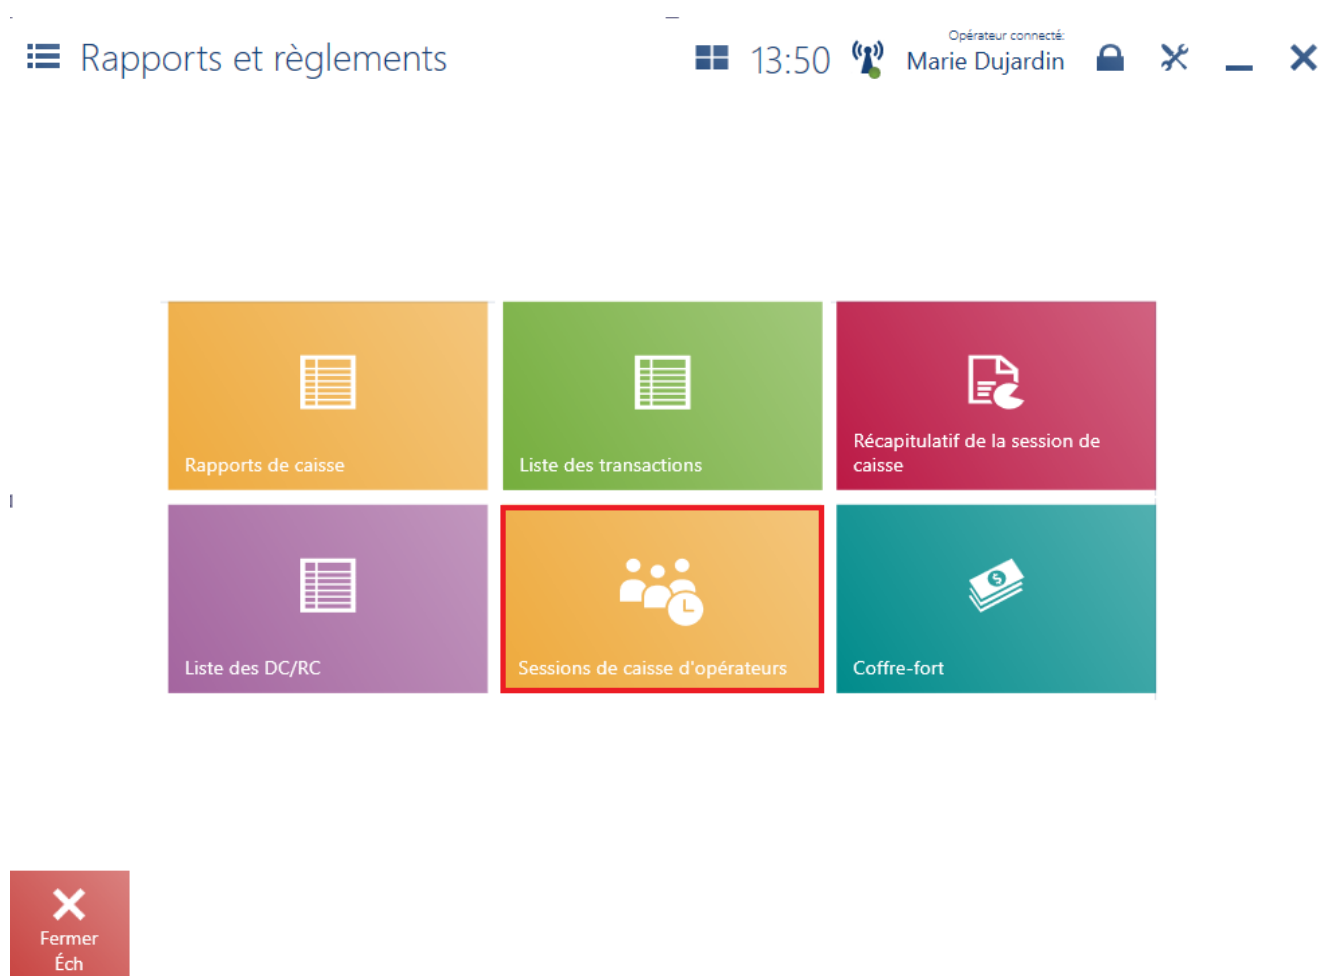 Rapports et règlements
13:50
Opérateur connecté:
Marie Dujardin
Rapports de caisse
Liste des transactions
Récapitulatif de la session de
caisse
Liste des DC/RC
Sessions de caisse d'opérateurs
Coffre-fort
Fermer
Éch